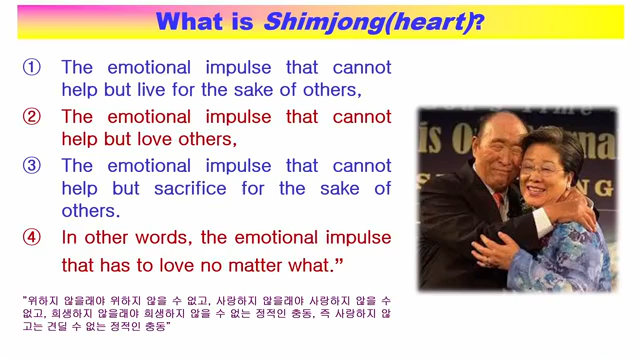 What is Shimjong(heart)?
① The emotional impulse that cannot
help but live for the sake of others,
② The emotional impulse that cannot
help but love others,
③ The emotional impulse that cannot
help but sacrifice for the sake of
others.
④ In other words, the emotional impulse
that has to love no matter what.”
"위하지 않을래야 위하지 않을 수 없고, 사랑하지 않을래야 사랑하지 않을 수
없고, 희생하지 않을래야 희생하지 않을 수 없는 정적인 충동, 즉 사랑하지 않
고는 견딜 수 없는 정적인 충동"